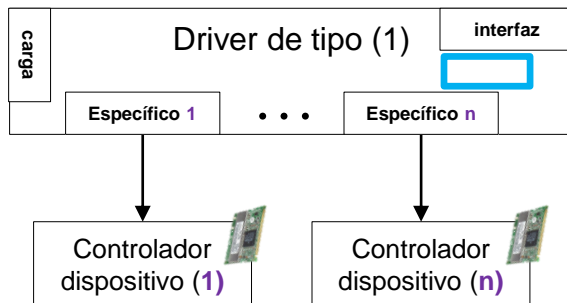 carga
Driver de tipo (1)
interfaz
Específico 1
• • •
Específico n
Controlador
dispositivo (1)
Controlador
dispositivo (n)